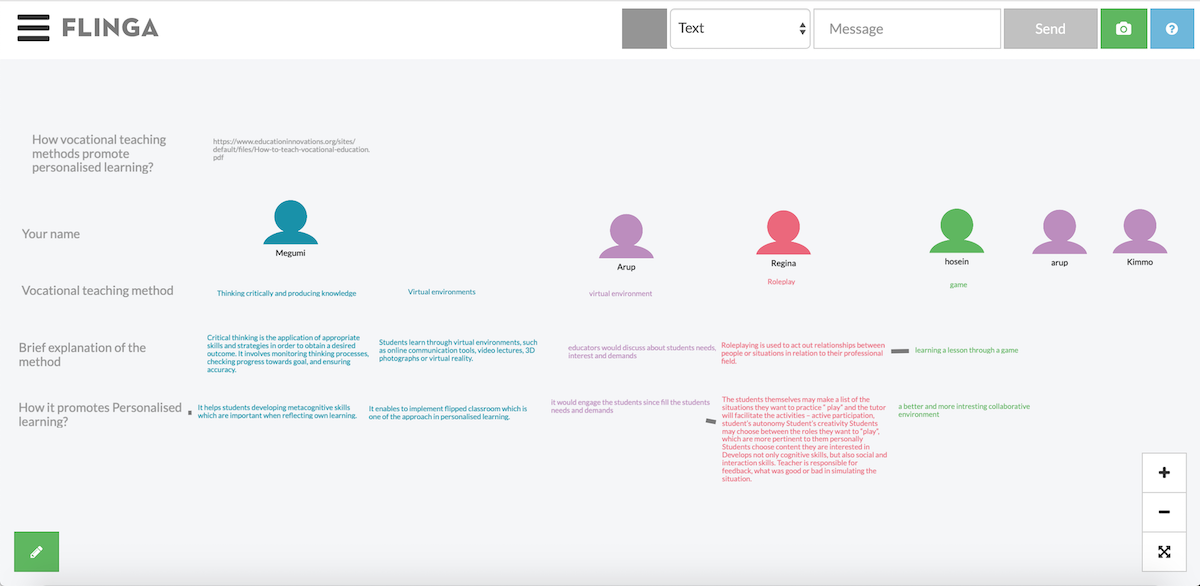 FLINGA
Text
Message
Send
How vocational teaching
methods promote
personalised learning?
https://www.educationinnovations.org/sites/
default/files/How-to-teach-vocational-education.
pdf
Your name
Megumi
Arup
Regina
hosein
arup
Kimmo
Vocational teaching method
Thinking critically and producing knowledge
Virtual environments
virtual environment
Roleplay
game
Brief explanation of the
method
Critical thinking is the application of appropriate
skills and strategies in order to obtain a desired
outcome. It involves monitoring thinking processes,
checking progress towards goal, and ensuring
accuracy.
Students learn through virtual environments, such
as online communication tools, video lectures, 3D
photographs or virtual reality.
educators would discuss about students needs,
interest and demands
Roleplaying is used to act out relationships between
people or situations in relation to their professional
field.
learning a lesson through a game
How it promotes Personalised
learning?
It helps students developing metacognitive skills
which are important when reflecting own learning.
It enables to implement flipped classroom which is
one of the approach in personalised learning.
it would engage the students since fill the students
needs and demands
The students themselves may make a list of the
situations they want to practice " play" and the tutor
will facilitate the activities – active participation,
student's autonomy Student's creativity Students
may choose between the roles they want to "play",
which are more pertinent to them personally
Students choose content they are interested in
Develops not only cognitive skills, but also social and
interaction skills. Teacher is responsible for
feedback, what was good or bad in simulating the
situation.
a better and more intresting collaborative
environment